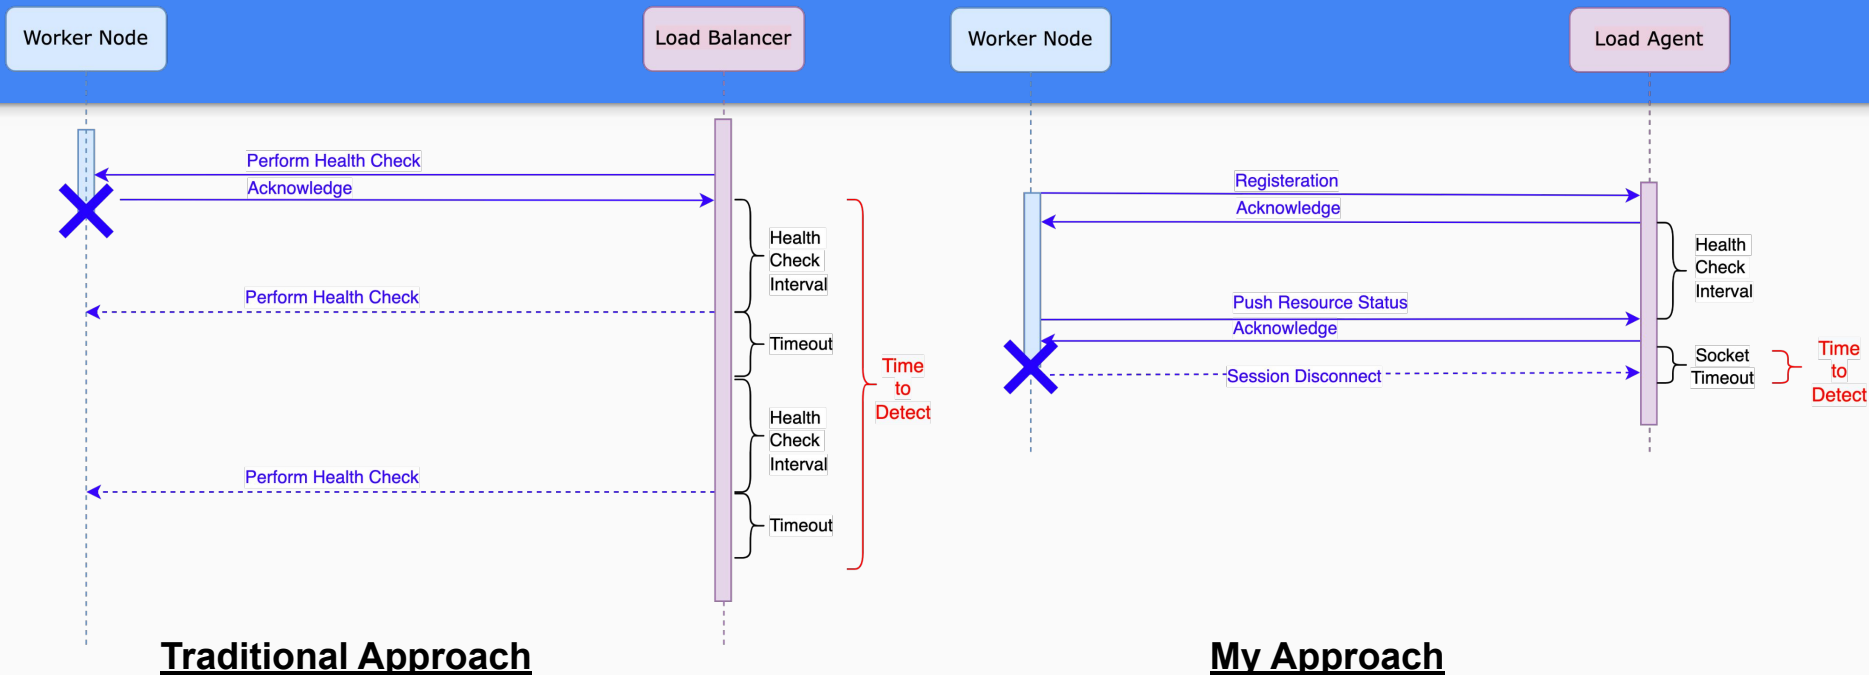 Worker Node
Load Balancer
Perform Health Check
Acknowledge
Health
Check
Interval
Perform Health Check
Timeout
Time
to
Detect
Health
Check
Interval
Perform Health Check
Timeout
Traditional Approach
Worker Node
Load Agent
Registeration
Acknowledge
Health
Check
Interval
Push Resource Status
Acknowledge
Socket
Timeout
Time
to
Detect
Session Disconnect
My Approach